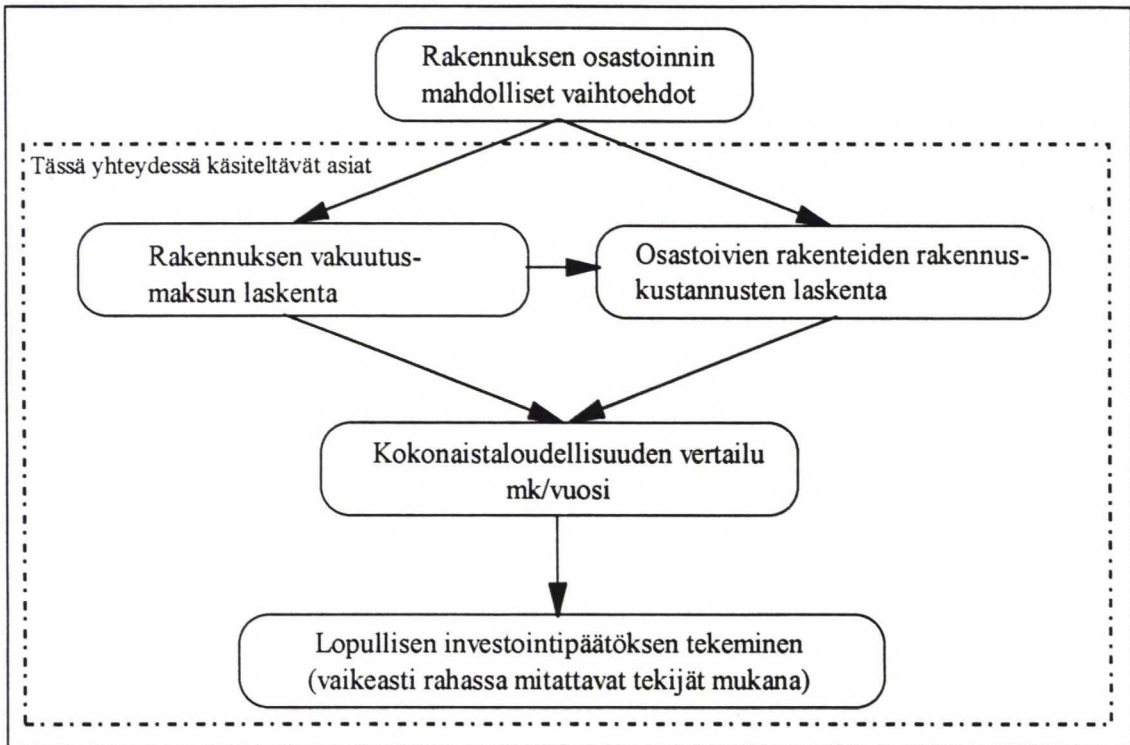 Rakennuksen osastoinnin
mahdolliset vaihtoehdot
Tässä yhteydessä käsiteltävät asiat
Rakennuksen vakuutus-
maksun laskenta
Osastoivien rakenteiden rakennus-
kustannusten laskenta
Kokonaistaloudellisuuden vertailu
mk/vuosi
Lopullisen investointipäätöksen tekeminen
(vaikeasti rahassa mitattavat tekijät mukana)